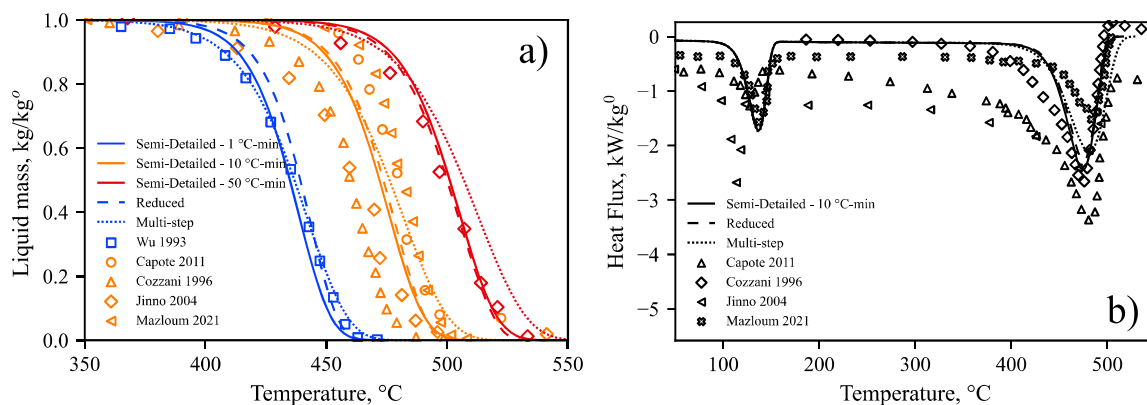 a)
Liquid mass, kg/kg⁰
1.0
0.8
0.6
0.4
0.2
0.0
Semi-Detailed - 1 °C-min
Semi-Detailed - 10 °C-min
Semi-Detailed - 50 °C-min
Reduced
Multi-step
Wu 1993
Capote 2011
Cozzani 1996
Jinno 2004
Mazloum 2021
350
400
450
500
550
Temperature, °C
b)
Heat Flux, kW/kg⁰
0
−1
−2
−3
−4
−5
Semi-Detailed - 10 °C-min
Reduced
Multi-step
Capote 2011
Cozzani 1996
Jinno 2004
Mazloum 2021
100
200
300
400
500
Temperature, °C